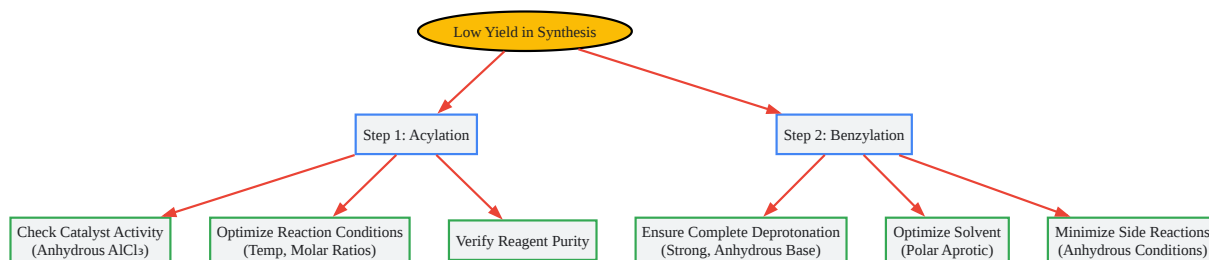 Low Yield in Synthesis
Step 1: Acylation
Step 2: Benzylation
Check Catalyst Activity
(Anhydrous AlCl₃)
Optimize Reaction Conditions
(Temp, Molar Ratios)
Verify Reagent Purity
Ensure Complete Deprotonation
(Strong, Anhydrous Base)
Optimize Solvent
(Polar Aprotic)
Minimize Side Reactions
(Anhydrous Conditions)